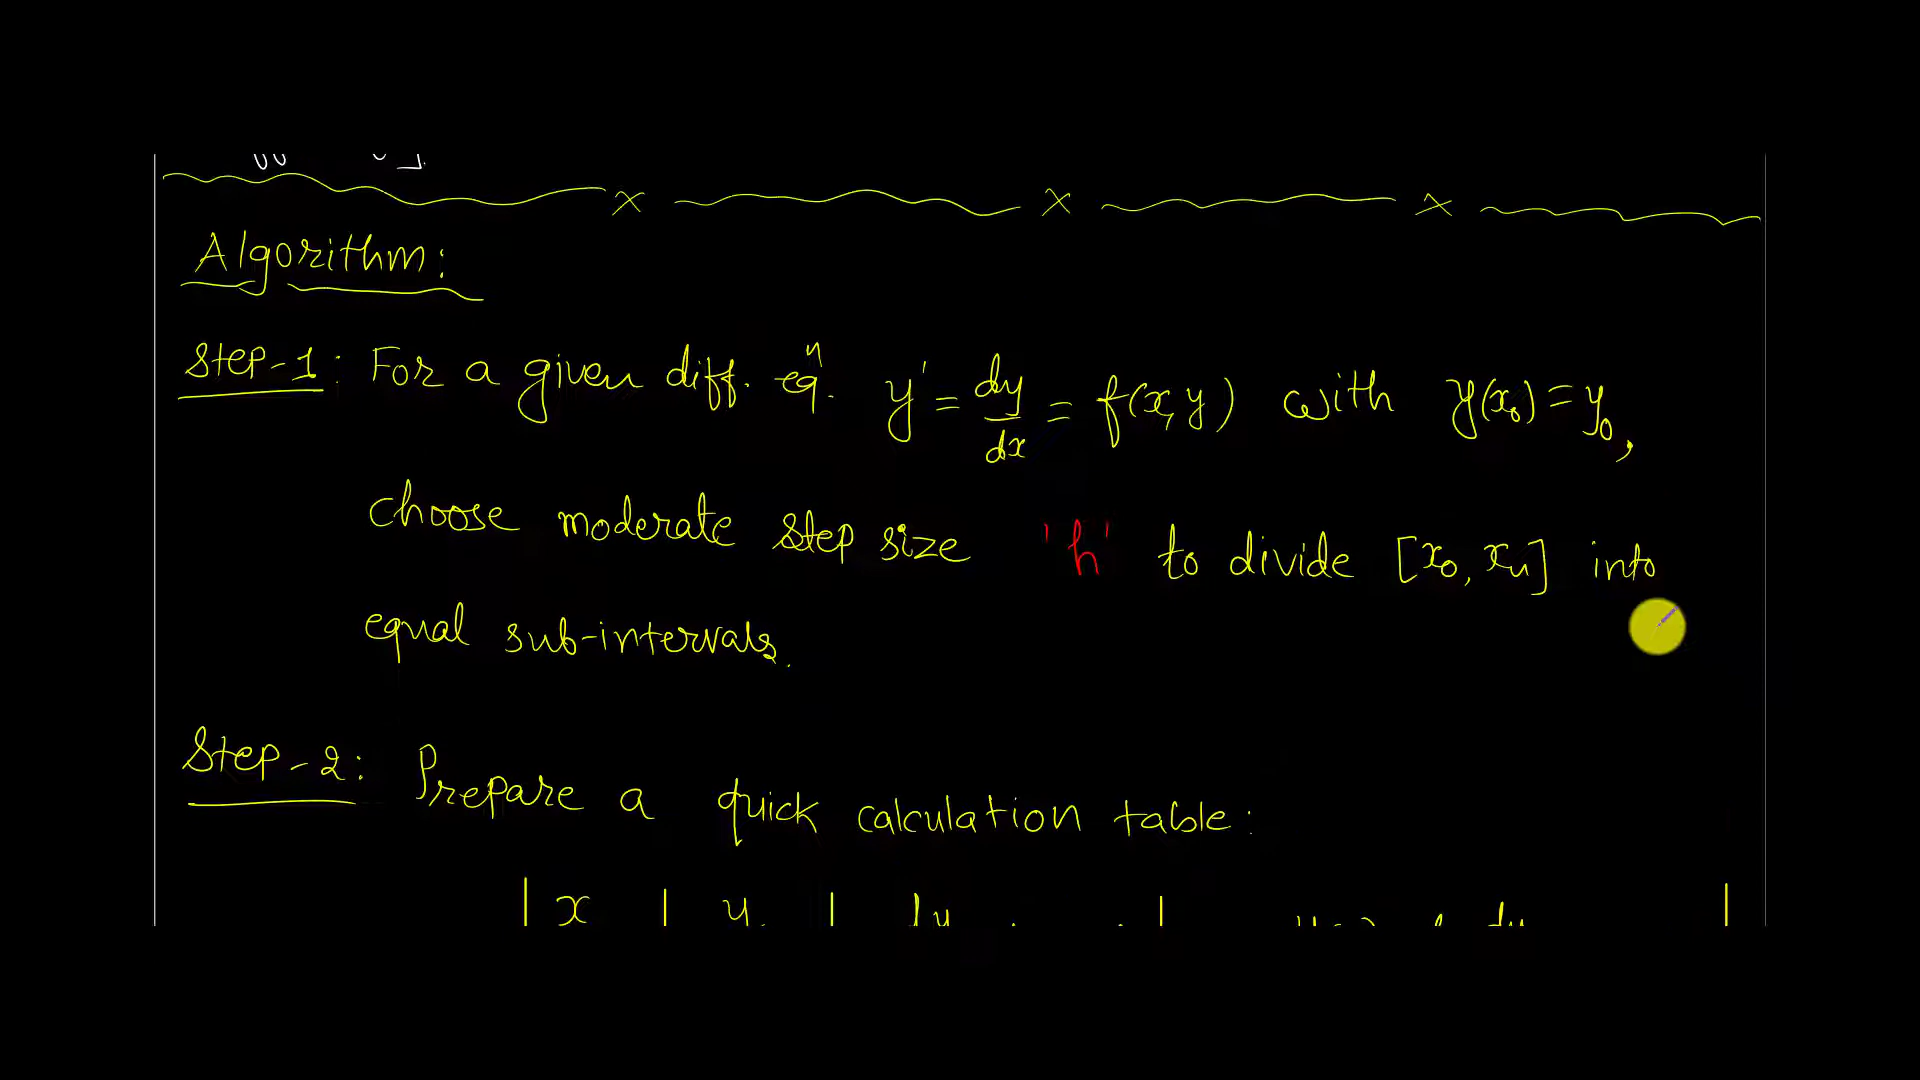 Algorithm:
Step-1: For a given diff. eqⁿ. y' = dy/dx = f(x,y) with y(x₀) = y₀,
choose moderate step size 'h' to divide [x₀, xₙ] into
equal sub-intervals.
Step-2: Prepare a quick calculation table:
| x | y | dy | |